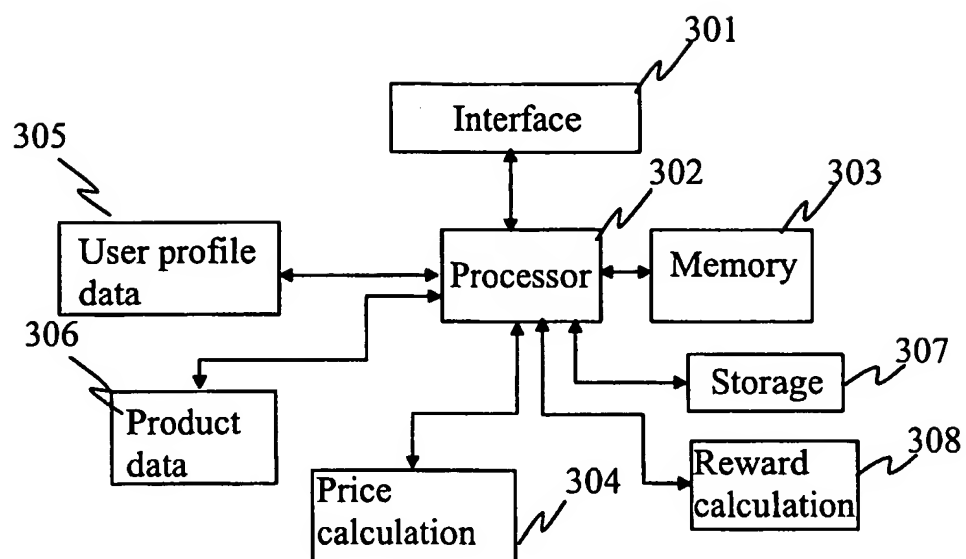 301
Interface
305
302
303
User profile
data
Processor
Memory
306
307
Product
data
Storage
Price
calculation
304
Reward
calculation
308